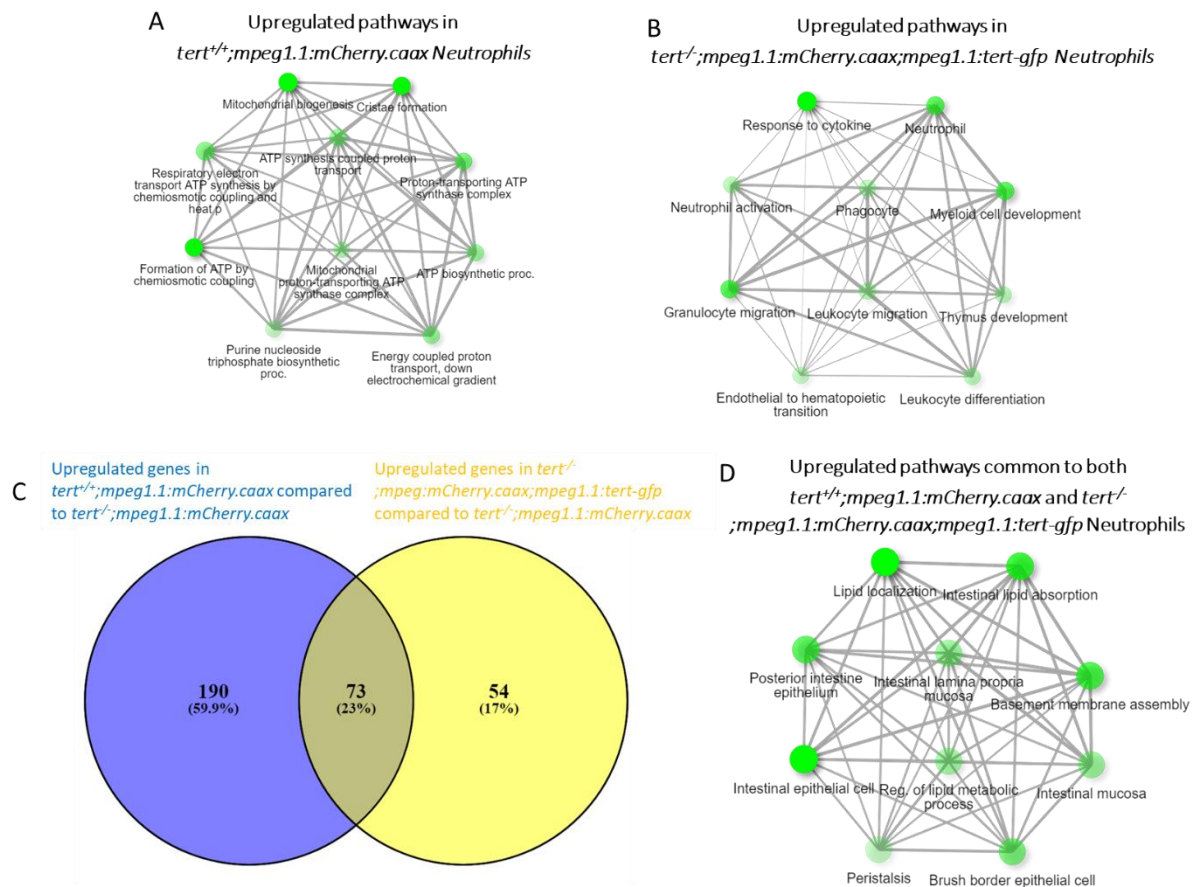 A
Upregulated pathways in
tert+/+;mpeg1.1:mCherry.caax Neutrophils
Mitochondrial biogenesis
Cristae formation
Respiratory electron
transport ATP synthesis by
chemiosmotic coupling and
heat p
ATP synthesis coupled proton
transport
Proton-transporting ATP
synthase complex
Formation of ATP by
chemiosmotic coupling
Mitochondrial
proton-transporting ATP
synthase complex
ATP biosynthetic proc.
Purine nucleoside
triphosphate biosynthetic
proc.
Energy coupled proton
transport, down
electrochemical gradient
B
Upregulated pathways in
tert-/-;mpeg1.1:mCherry.caax;mpeg1.1:tert-gfp Neutrophils
Response to cytokine
Neutrophil
Neutrophil activation
Phagocyte
Myeloid cell development
Granulocyte migration
Leukocyte migration
Thymus development
Endothelial to hematopoietic
transition
Leukocyte differentiation
C
Upregulated genes in
tert+/+;mpeg1.1:mCherry.caax compared
to tert-/-;mpeg1.1:mCherry.caax
Upregulated genes in tert-/-
;mpeg:mCherry.caax;mpeg1.1:tert-gfp
compared to tert-/-;mpeg1.1:mCherry.caax
190
(59.9%)
73
(23%)
54
(17%)
D
Upregulated pathways common to both
tert+/+;mpeg1.1:mCherry.caax and tert-/-
;mpeg1.1:mCherry.caax;mpeg1.1:tert-gfp Neutrophils
Lipid localization
Intestinal lipid absorption
Posterior intestine
epithelium
Intestinal lamina propria
mucosa
Basement membrane assembly
Intestinal epithelial cell
Reg. of lipid metabolic
process
Intestinal mucosa
Peristalsis
Brush border epithelial cell